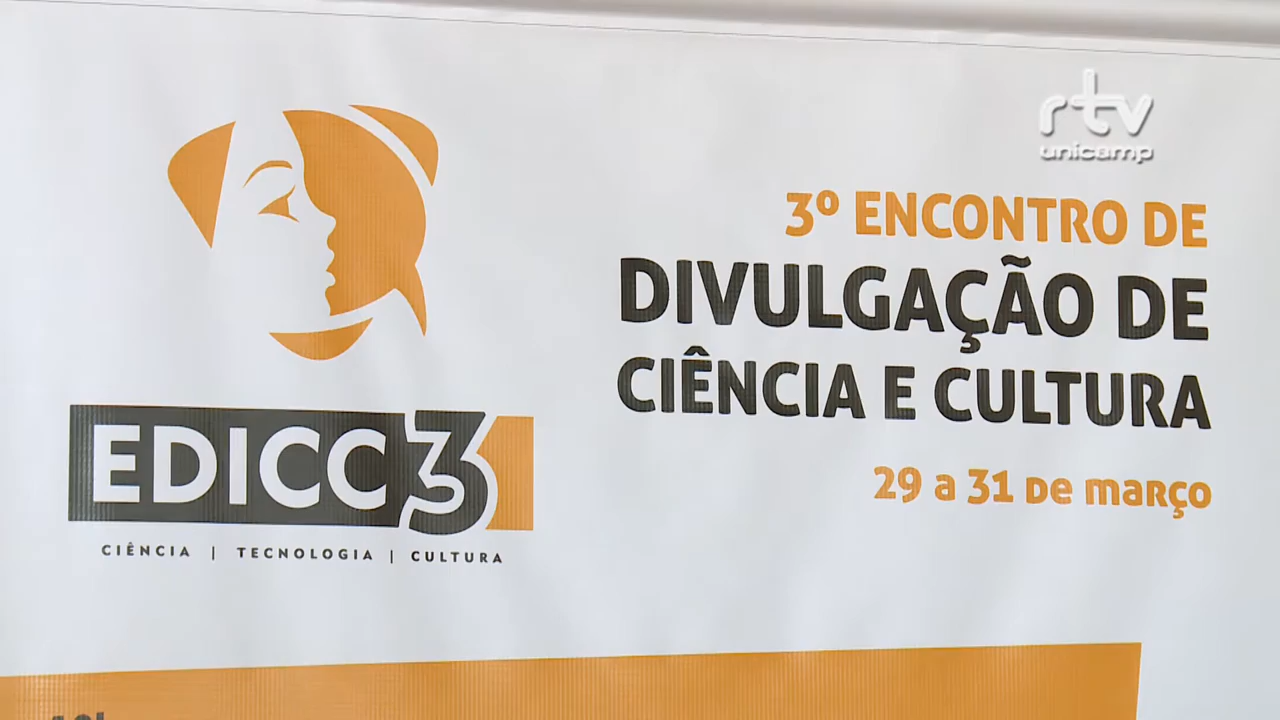 rtv
unicamp
3º ENCONTRO DE
DIVULGAÇÃO DE
CIÊNCIA E CULTURA
29 a 31 de março
EDICC3
CIÊNCIA | TECNOLOGIA | CULTURA